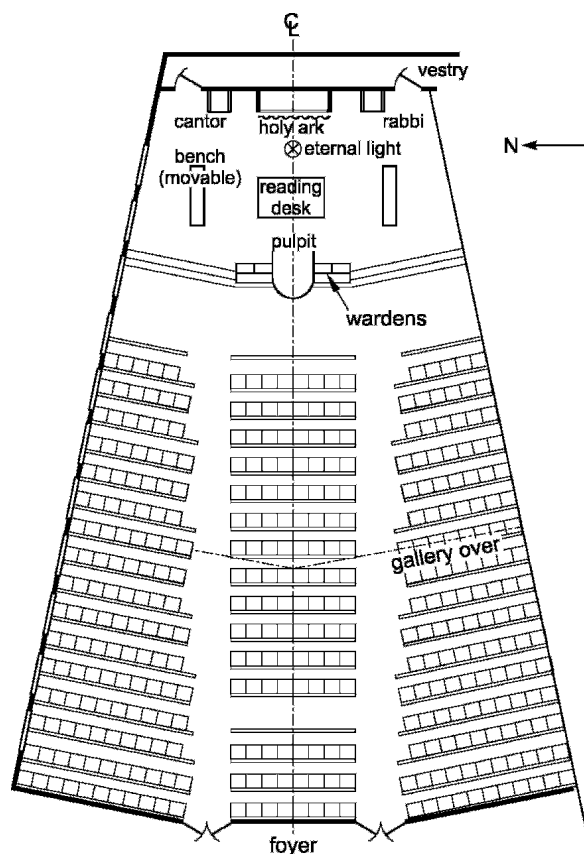 CL
vestry
cantor
holy ark
rabbi
eternal light
N
bench
(movable)
reading
desk
pulpit
wardens
gallery over
foyer